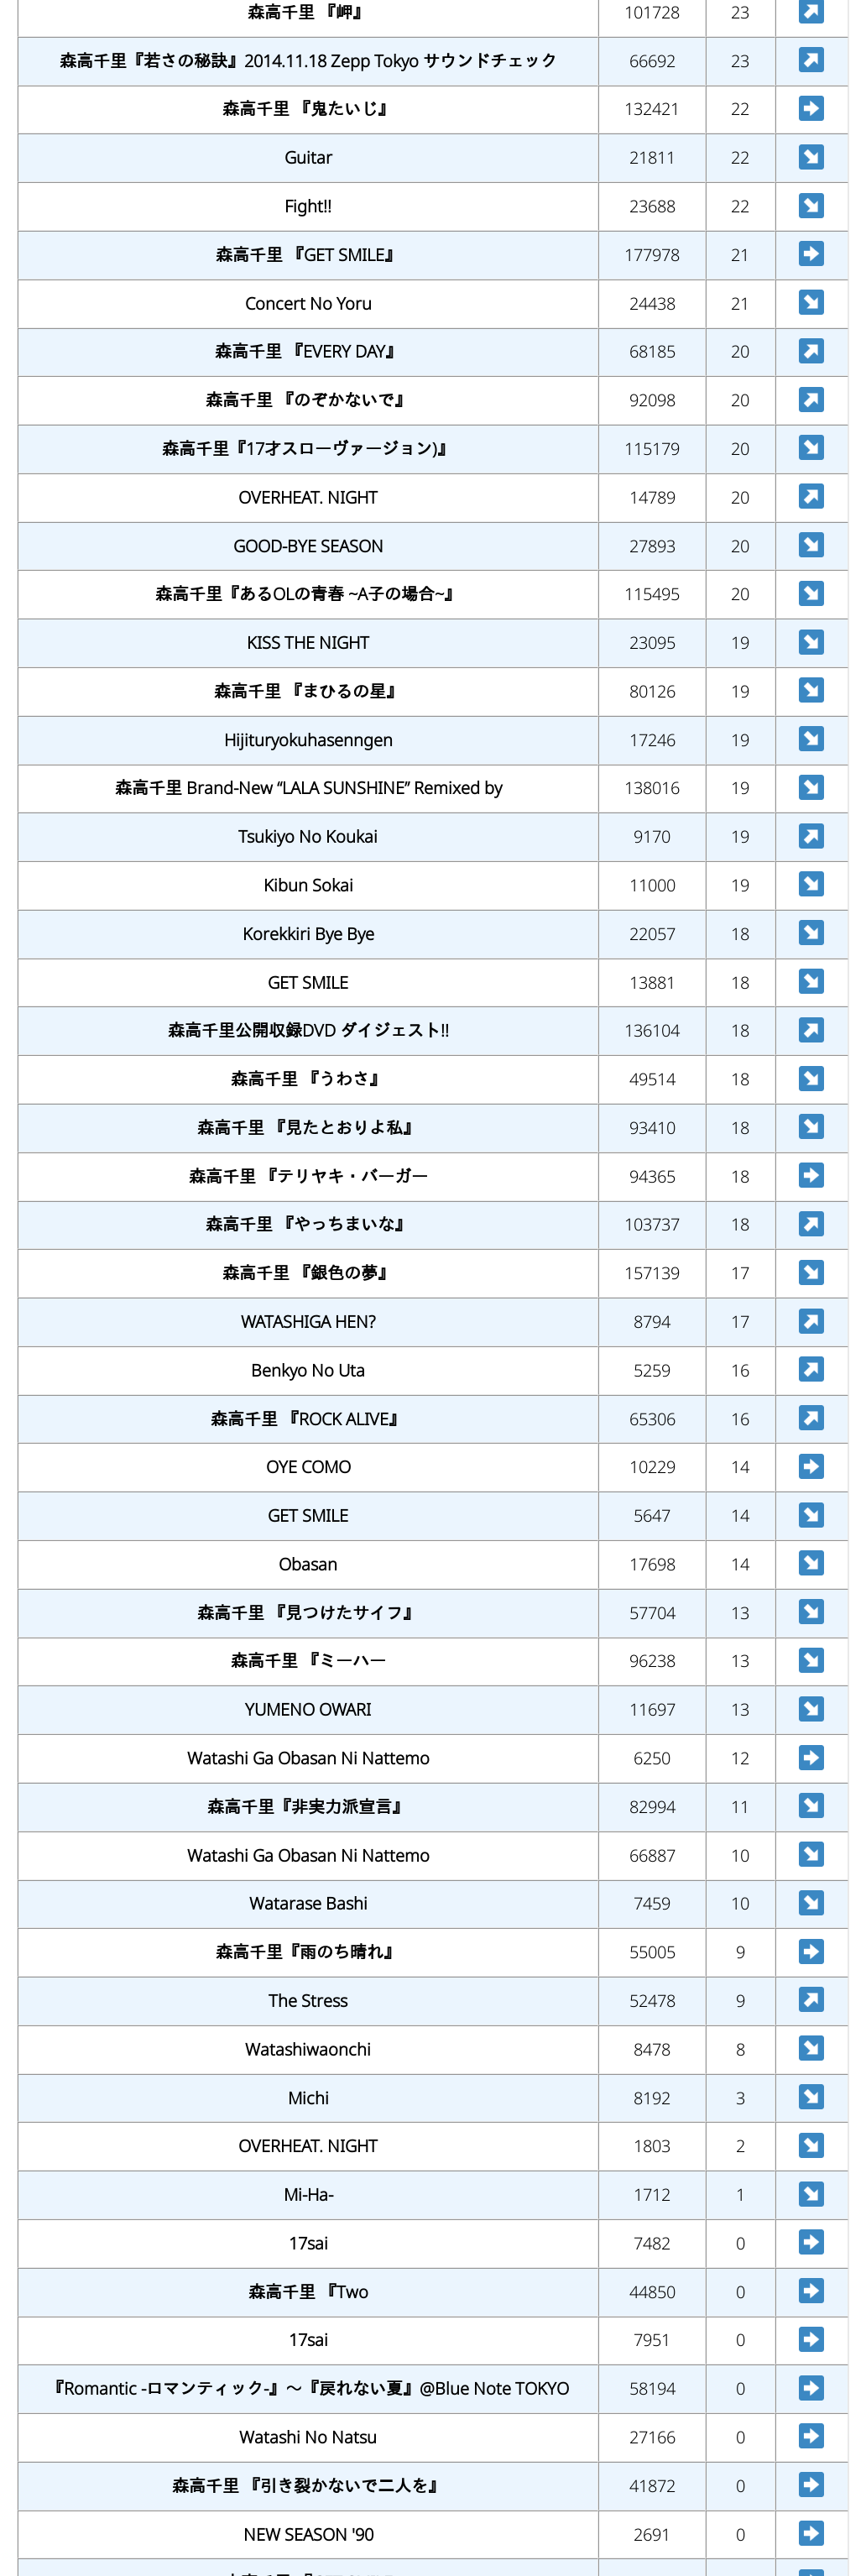 森高千里 『岬』 101728 23
森高千里『若さの秘訣』2014.11.18 Zepp Tokyo サウンドチェック 66692 23
森高千里 『鬼たいじ』 132421 22
Guitar 21811 22
Fight!! 23688 22
森高千里 『GET SMILE』 177978 21
Concert No Yoru 24438 21
森高千里 『EVERY DAY』 68185 20
森高千里 『のぞかないで』 92098 20
森高千里『17才スローヴァージョン)』 115179 20
OVERHEAT. NIGHT 14789 20
GOOD-BYE SEASON 27893 20
森高千里『あるOLの青春 ~A子の場合~』 115495 20
KISS THE NIGHT 23095 19
森高千里 『まひるの星』 80126 19
Hijituryokuhasenngen 17246 19
森高千里 Brand-New “LALA SUNSHINE” Remixed by 138016 19
Tsukiyo No Koukai 9170 19
Kibun Sokai 11000 19
Korekkiri Bye Bye 22057 18
GET SMILE 13881 18
森高千里公開収録DVD ダイジェスト!! 136104 18
森高千里 『うわさ』 49514 18
森高千里 『見たとおりよ私』 93410 18
森高千里 『テリヤキ・バーガー 94365 18
森高千里 『やっちまいな』 103737 18
森高千里 『銀色の夢』 157139 17
WATASHIGA HEN? 8794 17
Benkyo No Uta 5259 16
森高千里 『ROCK ALIVE』 65306 16
OYE COMO 10229 14
GET SMILE 5647 14
Obasan 17698 14
森高千里 『見つけたサイフ』 57704 13
森高千里 『ミーハー 96238 13
YUMENO OWARI 11697 13
Watashi Ga Obasan Ni Nattemo 6250 12
森高千里『非実力派宣言』 82994 11
Watashi Ga Obasan Ni Nattemo 66887 10
Watarase Bashi 7459 10
森高千里『雨のち晴れ』 55005 9
The Stress 52478 9
Watashiwaonchi 8478 8
Michi 8192 3
OVERHEAT. NIGHT 1803 2
Mi-Ha- 1712 1
17sai 7482 0
森高千里 『Two 44850 0
17sai 7951 0
『Romantic -ロマンティック-』～『戻れない夏』@Blue Note TOKYO 58194 0
Watashi No Natsu 27166 0
森高千里 『引き裂かないで二人を』 41872 0
NEW SEASON '90 2691 0